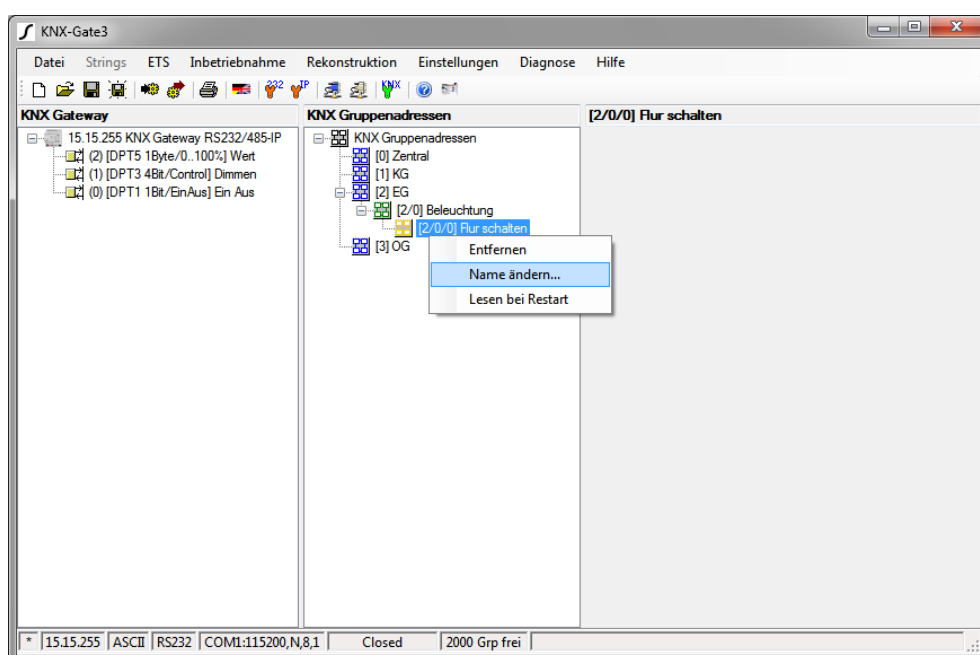 KNX-Gate3
Datei Strings ETS Inbetriebnahme Rekonstruktion Einstellungen Diagnose Hilfe
232 IP KNX
KNX Gateway
15.15.255 KNX Gateway RS232/485-IP
(2) [DPT5 1Byte/0..100%] Wert
(1) [DPT3 4Bit/Control] Dimmen
(0) [DPT1 1Bit/EinAus] Ein Aus
KNX Gruppenadressen
KNX Gruppenadressen
[0] Zentral
[1] KG
[2] EG
[2/0] Beleuchtung
[2/0/0] Flur schalten
[3] OG
Entfernen
Name ändern...
Lesen bei Restart
[2/0/0] Flur schalten
* 15.15.255 ASCII RS232 COM1:115200,N,8,1 Closed 2000 Grp frei